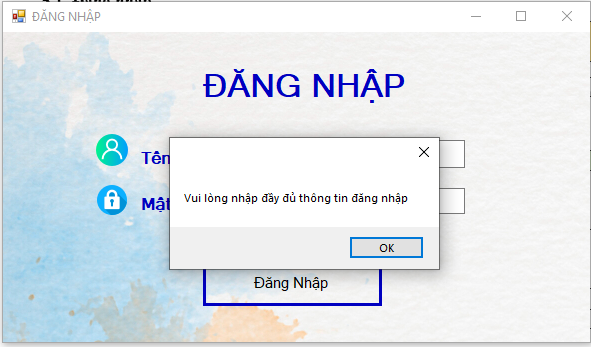 ĐĂNG NHẬP
ĐĂNG NHẬP
Tên
Vui lòng nhập đầy đủ thông tin đăng nhập
Mật
OK
Đăng Nhập